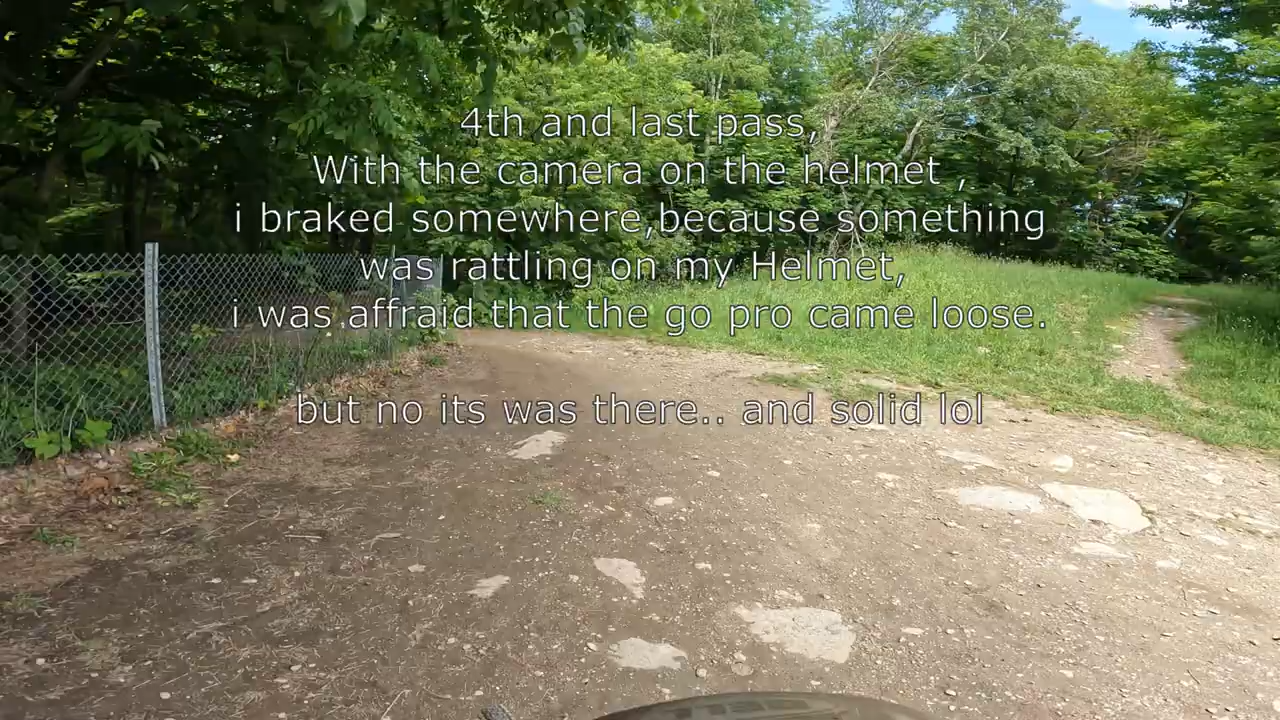 4th and last pass,
With the camera on the helmet ,
i braked somewhere,because something
was rattling on my Helmet,
i was affraid that the go pro came loose.
but no its was there.. and solid lol